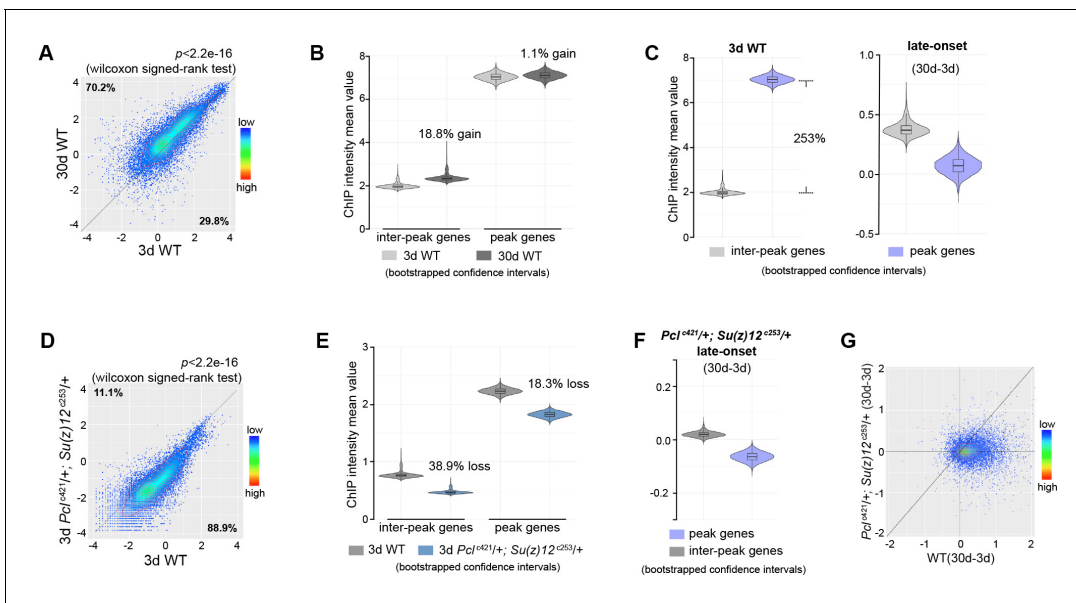 A
p<2.2e-16
(wilcoxon signed-rank test)
70.2%
29.8%
30d WT
3d WT
4
2
0
-2
-4
-4 -2 0 2 4
low
high
B
ChIP intensity mean value
8
6
4
2
0
18.8% gain
1.1% gain
inter-peak genes peak genes
3d WT 30d WT
(bootstrapped confidence intervals)
C
3d WT
ChIP intensity mean value
8
6
4
2
0
253%
late-onset
(30d-3d)
1.0
0.5
0.0
-0.5
inter-peak genes peak genes
(bootstrapped confidence intervals)
D
p<2.2e-16
(wilcoxon signed-rank test)
11.1%
88.9%
3d Pcl c421/+; Su(z)12 c253/+
3d WT
4
2
0
-2
-4
-4 -2 0 2 4
low
high
E
ChIP intensity mean value
3
2
1
0
38.9% loss
18.3% loss
inter-peak genes peak genes
3d WT 3d Pcl c421/+; Su(z)12 c253/+
(bootstrapped confidence intervals)
F
Pcl c421/+; Su(z)12 c253/+
late-onset
(30d-3d)
0.2
0.0
-0.2
peak genes
inter-peak genes
(bootstrapped confidence intervals)
G
Pcl c421/+; Su(z)12 c253/+ (30d-3d)
2
1
0
-1
-2
-2 -1 0 1 2
WT(30d-3d)
low
high